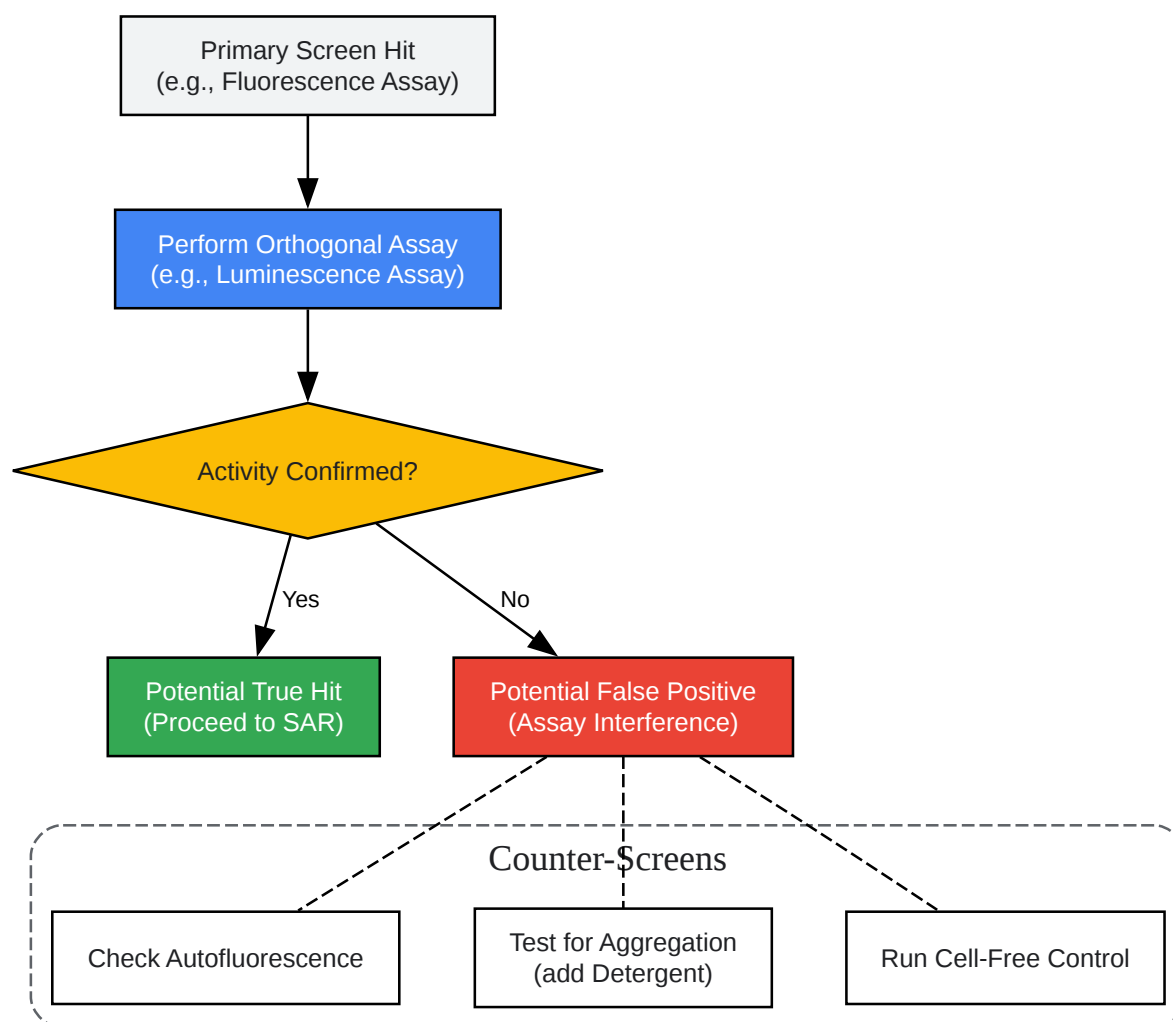 Primary Screen Hit
(e.g., Fluorescence Assay)
Perform Orthogonal Assay
(e.g., Luminescence Assay)
Activity Confirmed?
Yes
No
Potential True Hit
(Proceed to SAR)
Potential False Positive
(Assay Interference)
Counter-Screens
Check Autofluorescence
Test for Aggregation
(add Detergent)
Run Cell-Free Control